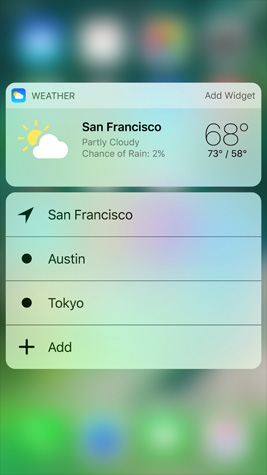 WEATHER Add Widget
San Francisco 68°
Partly Cloudy
Chance of Rain: 2% 73° / 58°
San Francisco
Austin
Tokyo
Add